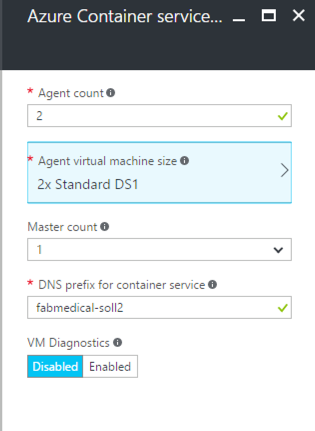 Azure Container service...
* Agent count
2
* Agent virtual machine size
2x Standard DS1
Master count
1
* DNS prefix for container service
fabmedical-soll2
VM Diagnostics
Disabled Enabled